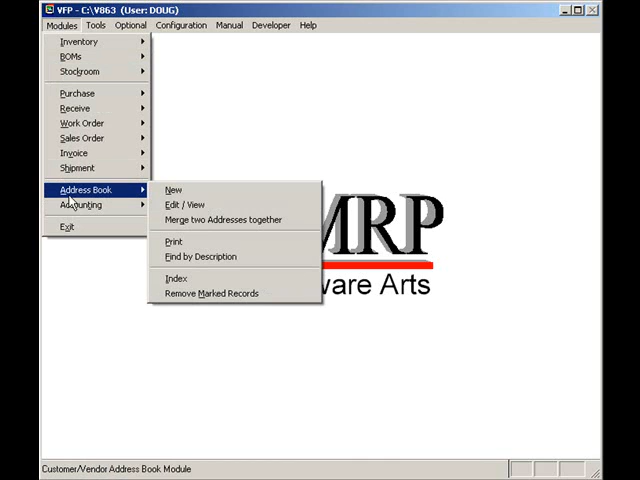 VFP - C:\V863 (User: DOUG)
Modules Tools Optional Configuration Manual Developer Help
Inventory
BOMs
Stockroom
Purchase
Receive
Work Order
Sales Order
Invoice
Shipment
Address Book
Accounting
Exit
New
Edit / View
Merge two Addresses together
Print
Find by Description
Index
Remove Marked Records
MRP
ware Arts
Customer/Vendor Address Book Module